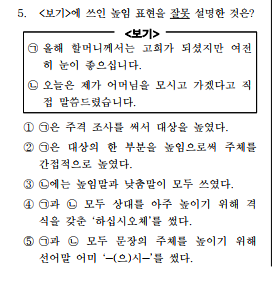 5. <보기>에 쓰인 높임 표현을 잘못 설명한 것은?
<보기>
㉠ 올해 할머니께서는 고희가 되셨지만 여전
히 눈이 좋으십니다.
㉡ 오늘은 제가 어머님을 모시고 가겠다고 직
접 말씀드렸습니다.
① ㉠은 주격 조사를 써서 대상을 높였다.
② ㉠은 대상의 한 부분을 높임으로써 주체를
간접적으로 높였다.
③ ㉡에는 높임말과 낮춤말이 모두 쓰였다.
④ ㉠과 ㉡ 모두 상대를 아주 높이기 위해 격
식을 갖춘 ‘하십시오체’를 썼다.
⑤ ㉠과 ㉡ 모두 문장의 주체를 높이기 위해
선어말 어미 ‘-(으)시-’를 썼다.